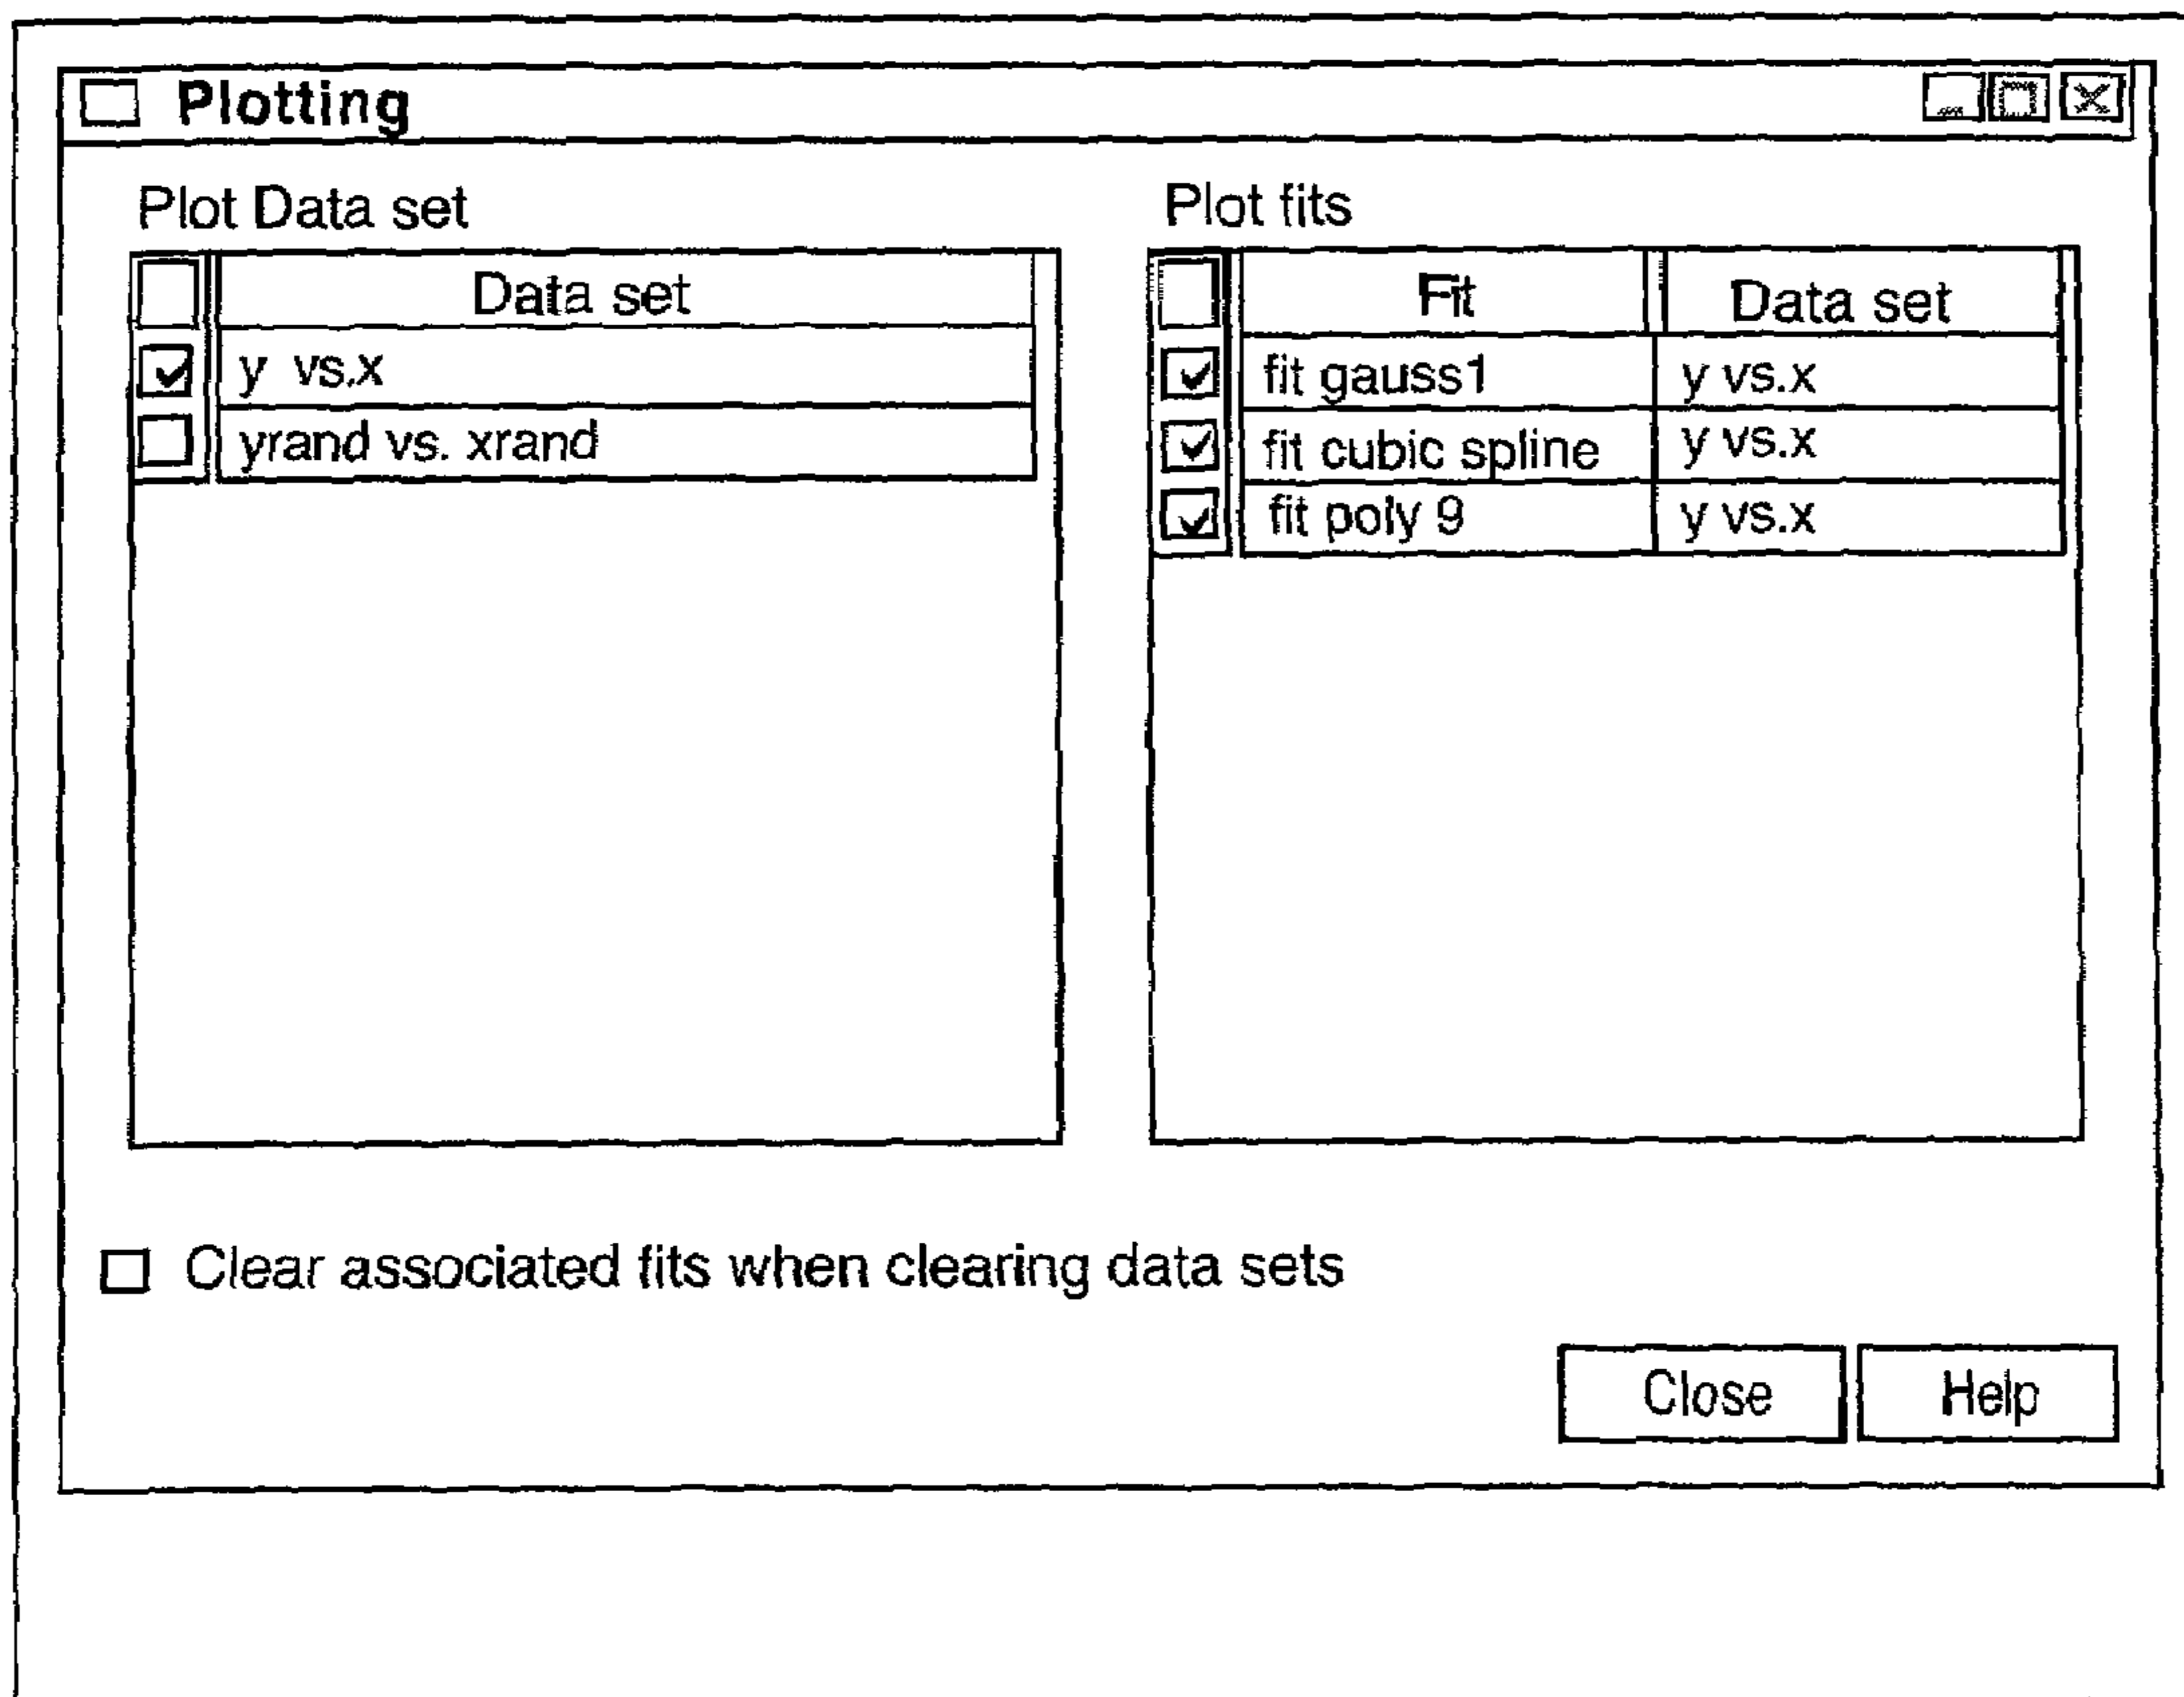 Plotting
Plot Data set
Data set
y vs.x
yrand vs. xrand
Plot fits
Fit Data set
fit gauss1 y vs.x
fit cubic spline y vs.x
fit poly 9 y vs.x
Clear associated fits when clearing data sets
Close Help